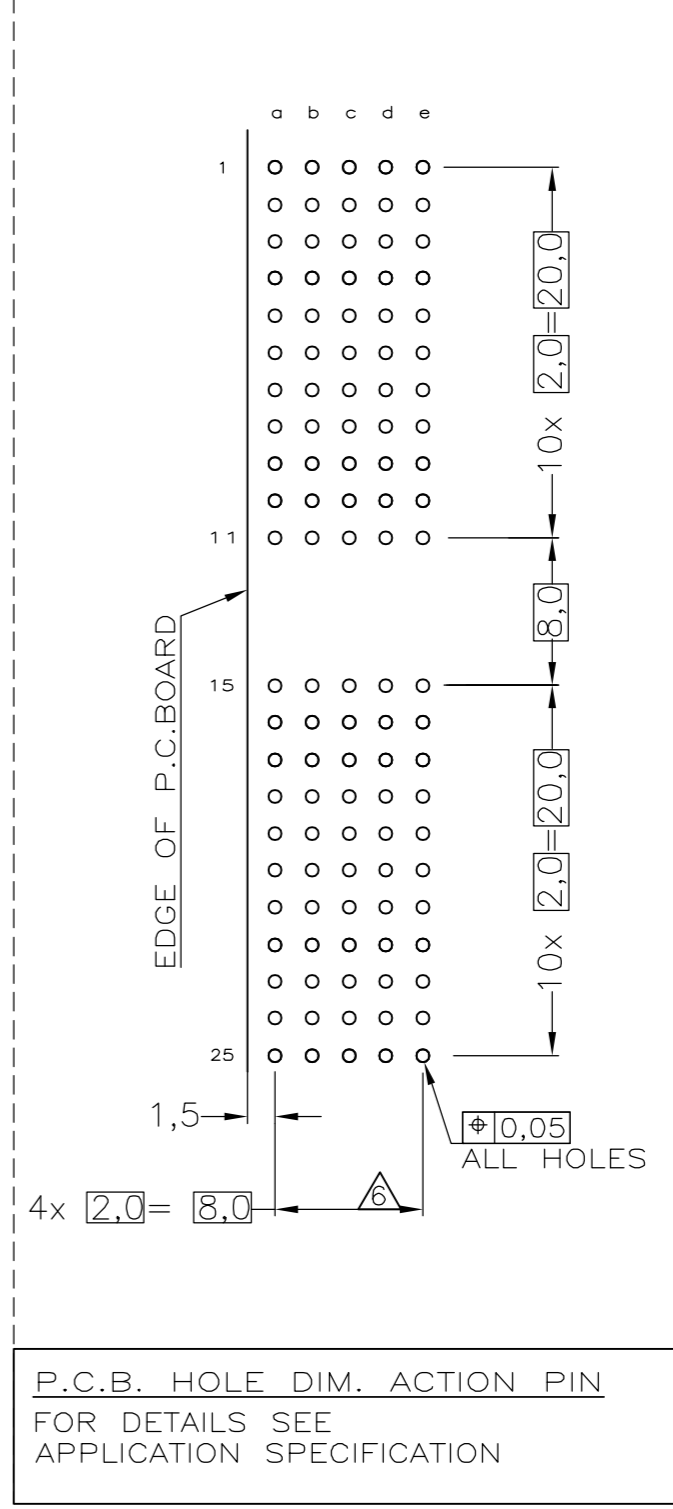 a b c d e
1
10x 2,0=20,0
11
8,0
EDGE OF P.C.BOARD
15
10x 2,0=20,0
25
1,5
⌖ 0,05
ALL HOLES
4x 2,0= 8,0
6
P.C.B. HOLE DIM. ACTION PIN
FOR DETAILS SEE
APPLICATION SPECIFICATION